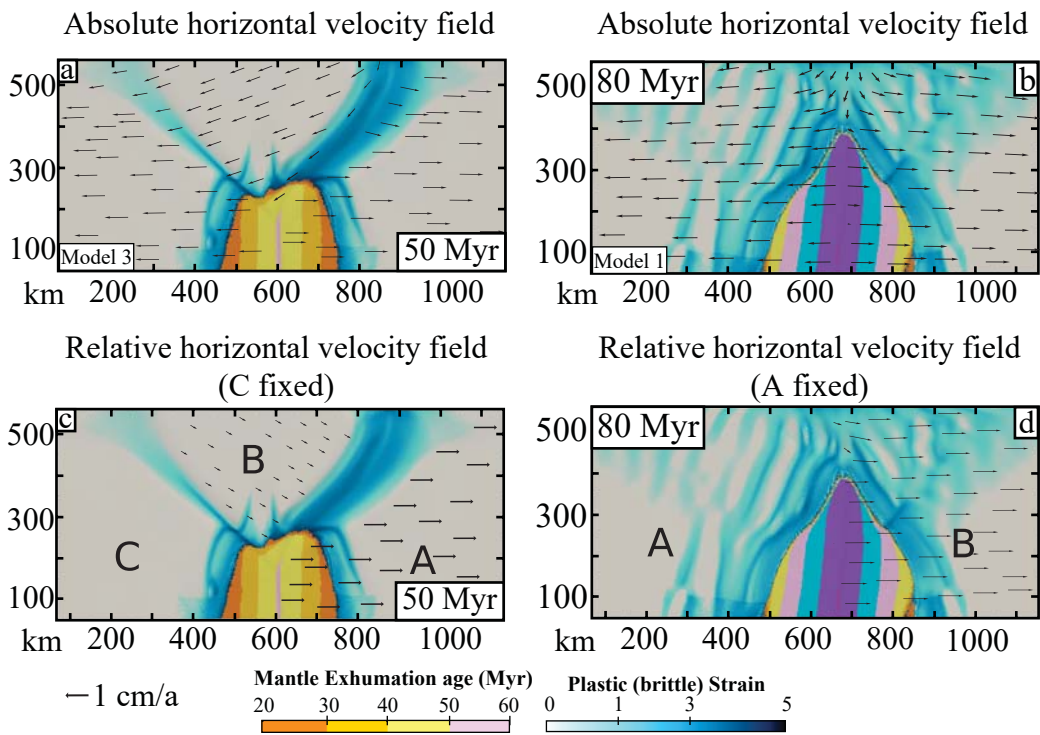 Absolute horizontal velocity field
Absolute horizontal velocity field
a
500
300
100
Model 3
50 Myr
km 200 400 600 800 1000
80 Myr
b
500
300
100
Model 1
km 200 400 600 700 800 1000
Relative horizontal velocity field
(C fixed)
Relative horizontal velocity field
(A fixed)
c
500
300
100
B
C
A
50 Myr
km 200 400 600 800 1000
80 Myr
d
500
300
100
A
B
km 200 400 600 700 800 1000
1 cm/a
Mantle Exhumation age (Myr)
20 30 40 50 60
Plastic (brittle) Strain
0 1 3 5